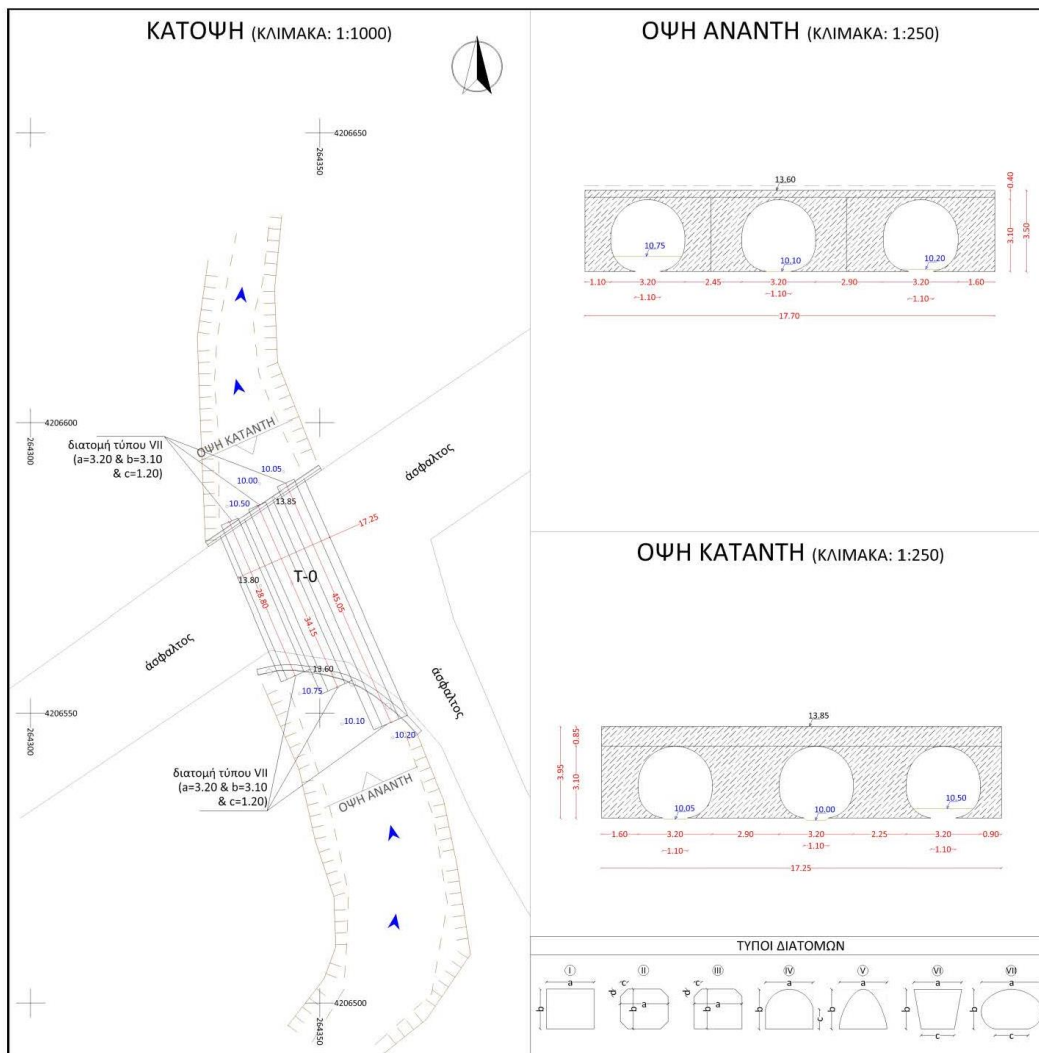 ΚΑΤΟΨΗ (ΚΛΙΜΑΚΑ: 1:1000)
4206650
264350
4206600
264300
διατομή τύπου VII
(a=3.20 & b=3.10
& c=1.20)
ΟΨΗ ΚΑΤΑΝΤΗ
10.05
10.00
10.50
13.85
άσφαλτος
17.25
13.80
T-0
28.80
34.15
45.05
άσφαλτος
13.60
10.75
10.10
10.20
άσφαλτος
4206550
264300
διατομή τύπου VII
(a=3.20 & b=3.10
& c=1.20)
ΟΨΗ ΑΝΑΝΤΗ
4206500
264350
ΟΨΗ ΑΝΑΝΤΗ (ΚΛΙΜΑΚΑ: 1:250)
13.60
0.40
3.10
3.50
10.75
10.10
10.20
1.10 3.20 2.45 3.20 2.90 3.20 1.60
1.10 1.10 1.10
17.70
ΟΨΗ ΚΑΤΑΝΤΗ (ΚΛΙΜΑΚΑ: 1:250)
13.85
0.85
3.95
3.10
10.05
10.00
10.50
1.60 3.20 2.90 3.20 2.25 3.20 0.90
1.10 1.10 1.10
17.25
ΤΥΠΟΙ ΔΙΑΤΟΜΩΝ
I II III IV V VI VII
a c c a a a a
b d b a d b a b c b b b
c c